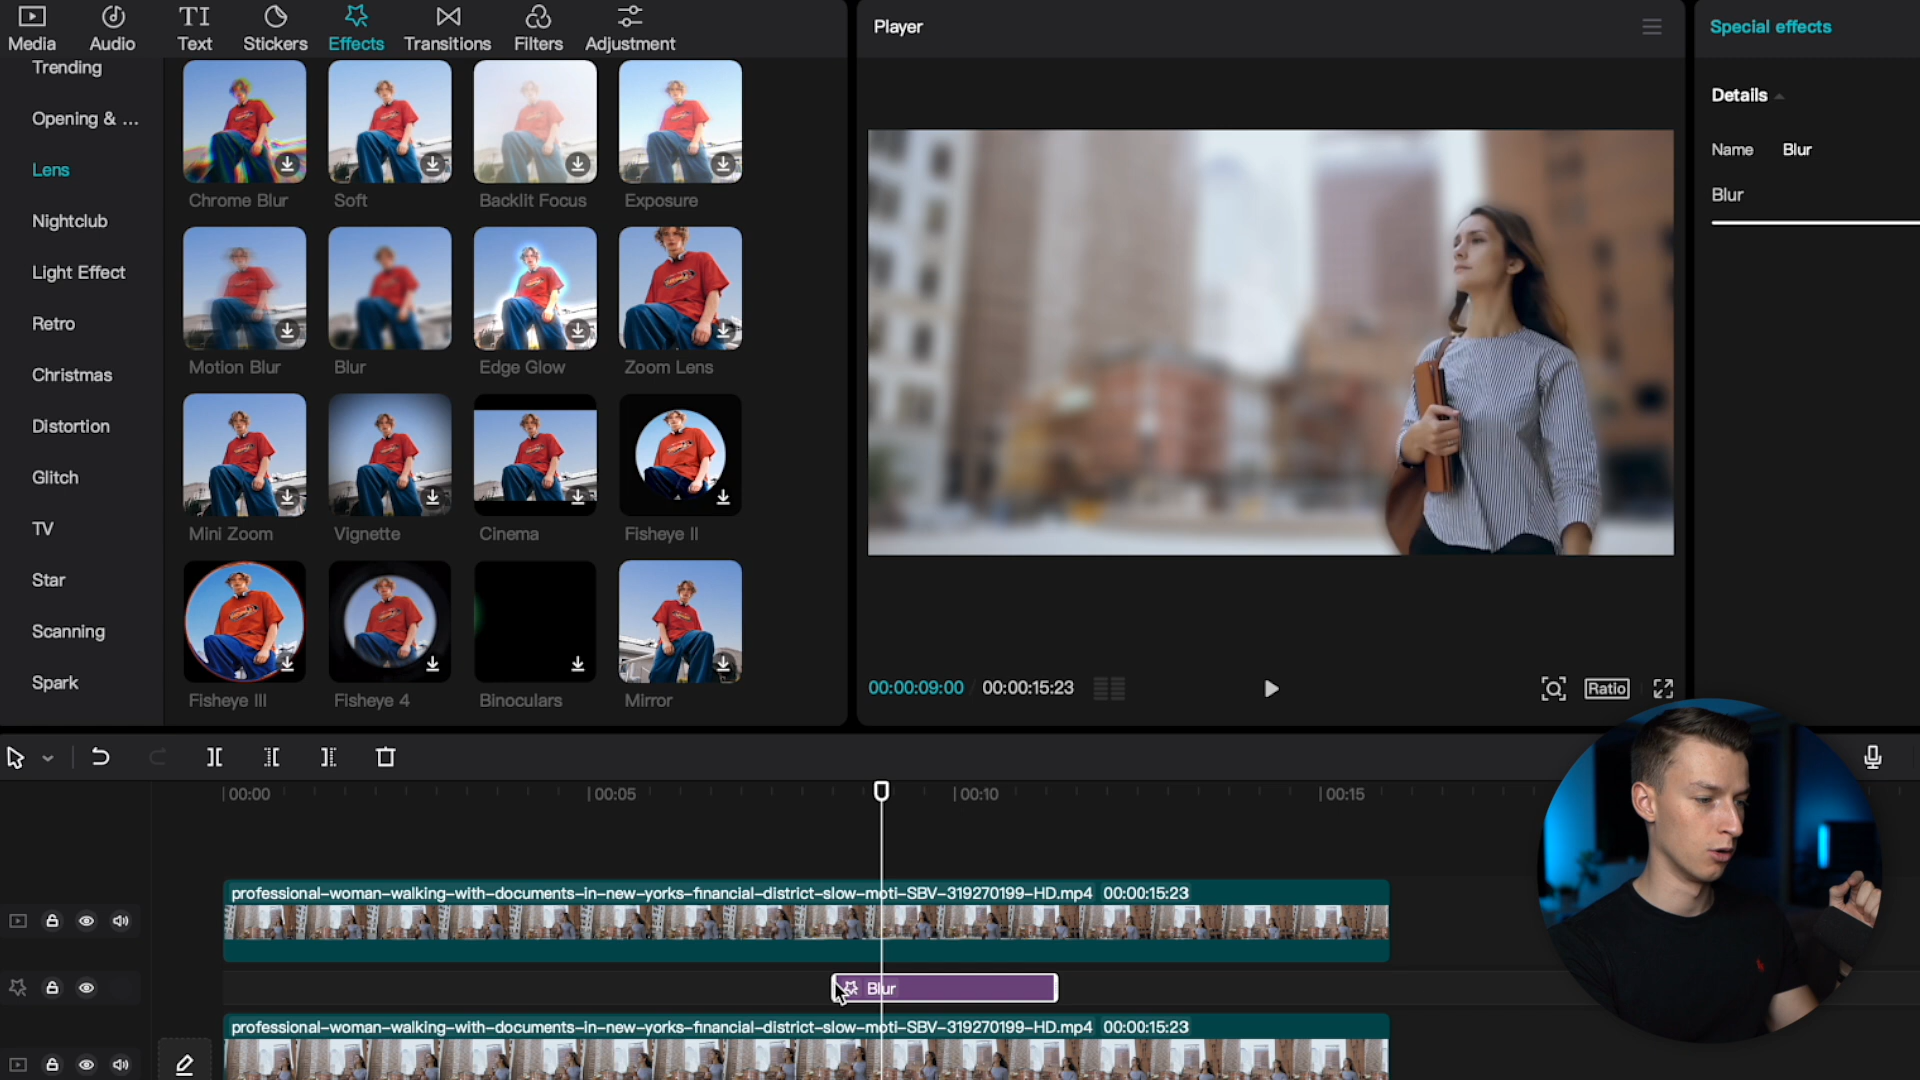 Media
Audio
Text
Stickers
Effects
Transitions
Filters
Adjustment
Player
Special effects
Trending
Opening & ...
Lens
Nightclub
Light Effect
Retro
Christmas
Distortion
Glitch
TV
Star
Scanning
Spark
Chrome Blur
Soft
Backlit Focus
Exposure
Motion Blur
Blur
Edge Glow
Zoom Lens
Mini Zoom
Vignette
Cinema
Fisheye II
Fisheye III
Fisheye 4
Binoculars
Mirror
00:00:09:00 / 00:00:15:23
Ratio
Details
Name Blur
Blur
00:00
00:05
00:10
00:15
professional-woman-walking-with-documents-in-new-yorks-financial-district-slow-moti-SBV-319270199-HD.mp4 00:00:15:23
Blur
professional-woman-walking-with-documents-in-new-yorks-financial-district-slow-moti-SBV-319270199-HD.mp4 00:00:15:23